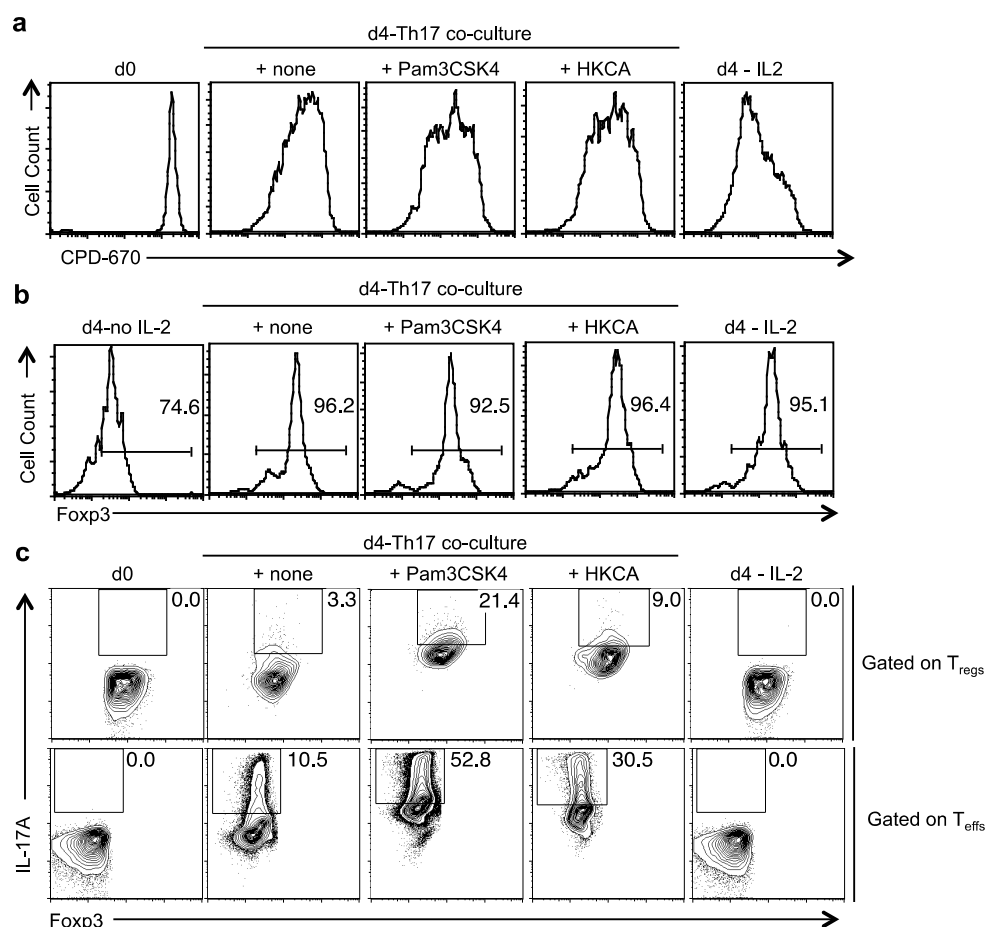 a
d4-Th17 co-culture
d0 + none + Pam3CSK4 + HKCA d4 - IL2
Cell Count
CPD-670
b
d4-Th17 co-culture
d4-no IL-2 + none + Pam3CSK4 + HKCA d4 - IL-2
74.6 96.2 92.5 96.4 95.1
Cell Count
Foxp3
c
d4-Th17 co-culture
d0 + none + Pam3CSK4 + HKCA d4 - IL-2
0.0 3.3 21.4 9.0 0.0
Gated on Tregs
0.0 10.5 52.8 30.5 0.0
Gated on Teffs
IL-17A
Foxp3